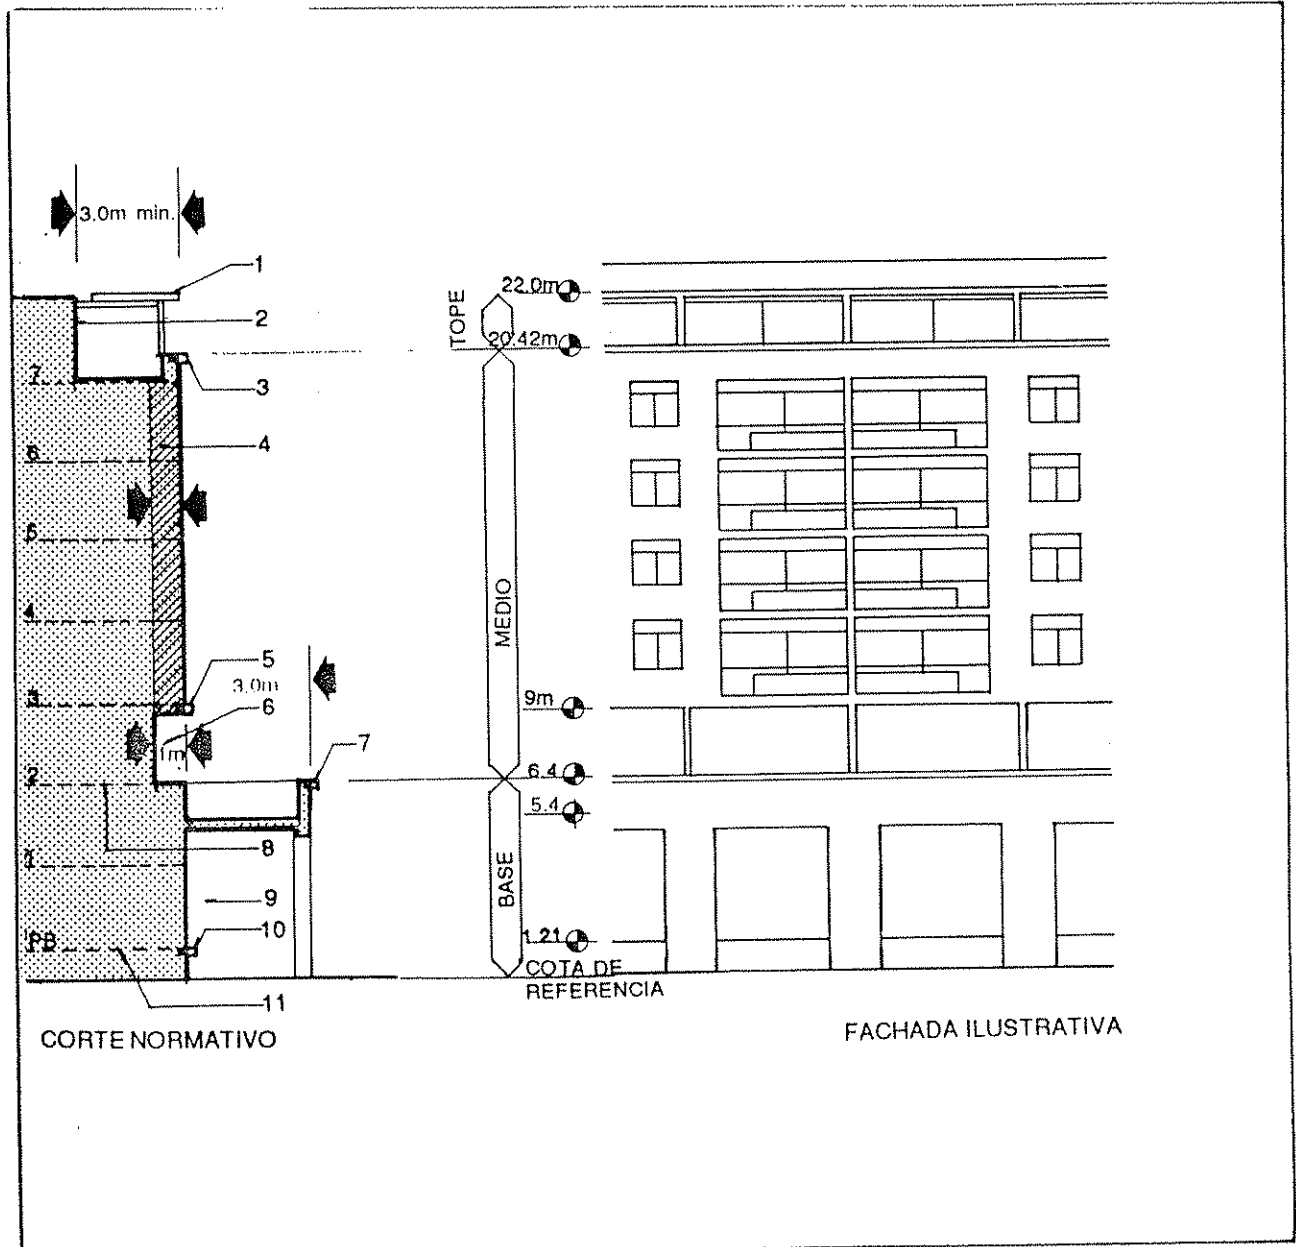 3.0m min.
1
22.0m
TOPE
2
20.42m
3
7
4
6
5
4
MEDIO
5
3.0m
3
6
9m
1m
7
6.4
2
5.4
8
1
BASE
9
10
PB
1.21
COTA DE
REFERENCIA
11
CORTE NORMATIVO
FACHADA ILUSTRATIVA